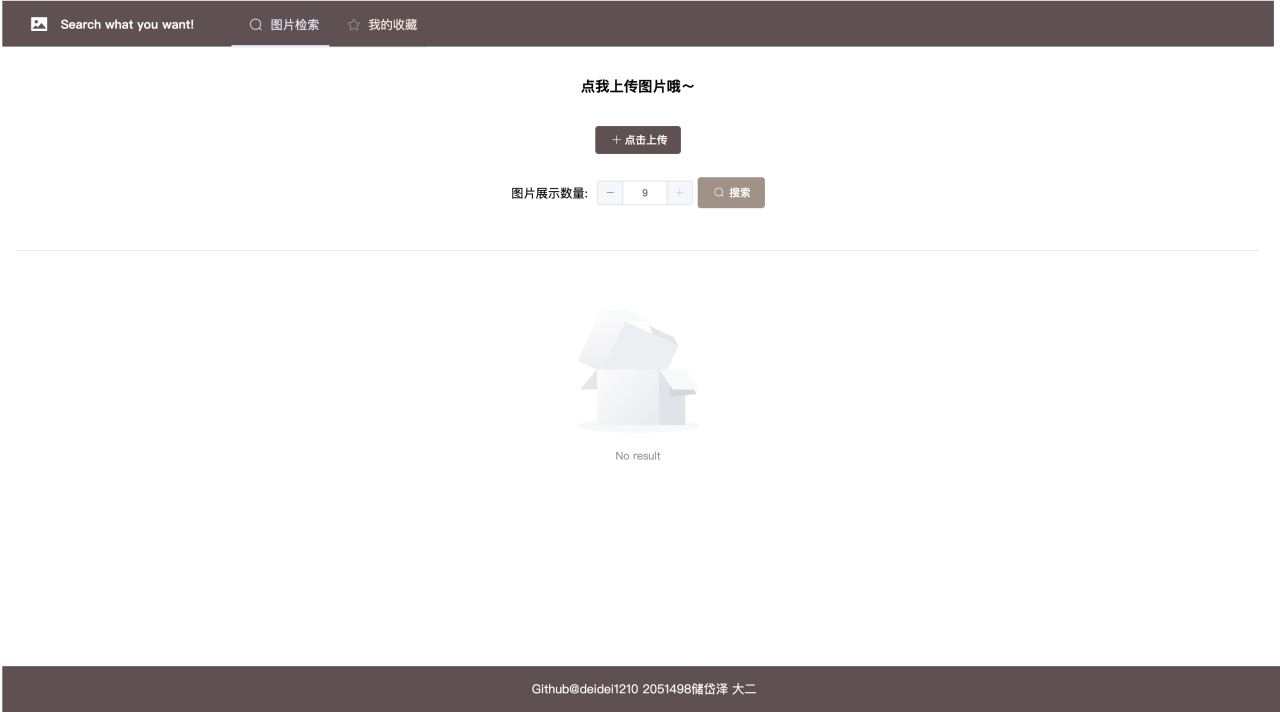 Search what you want! 图片检索 我的收藏
点我上传图片哦～
点击上传
图片展示数量: 9 搜索
No result
Github@deidei1210 2051498储岱泽 大二